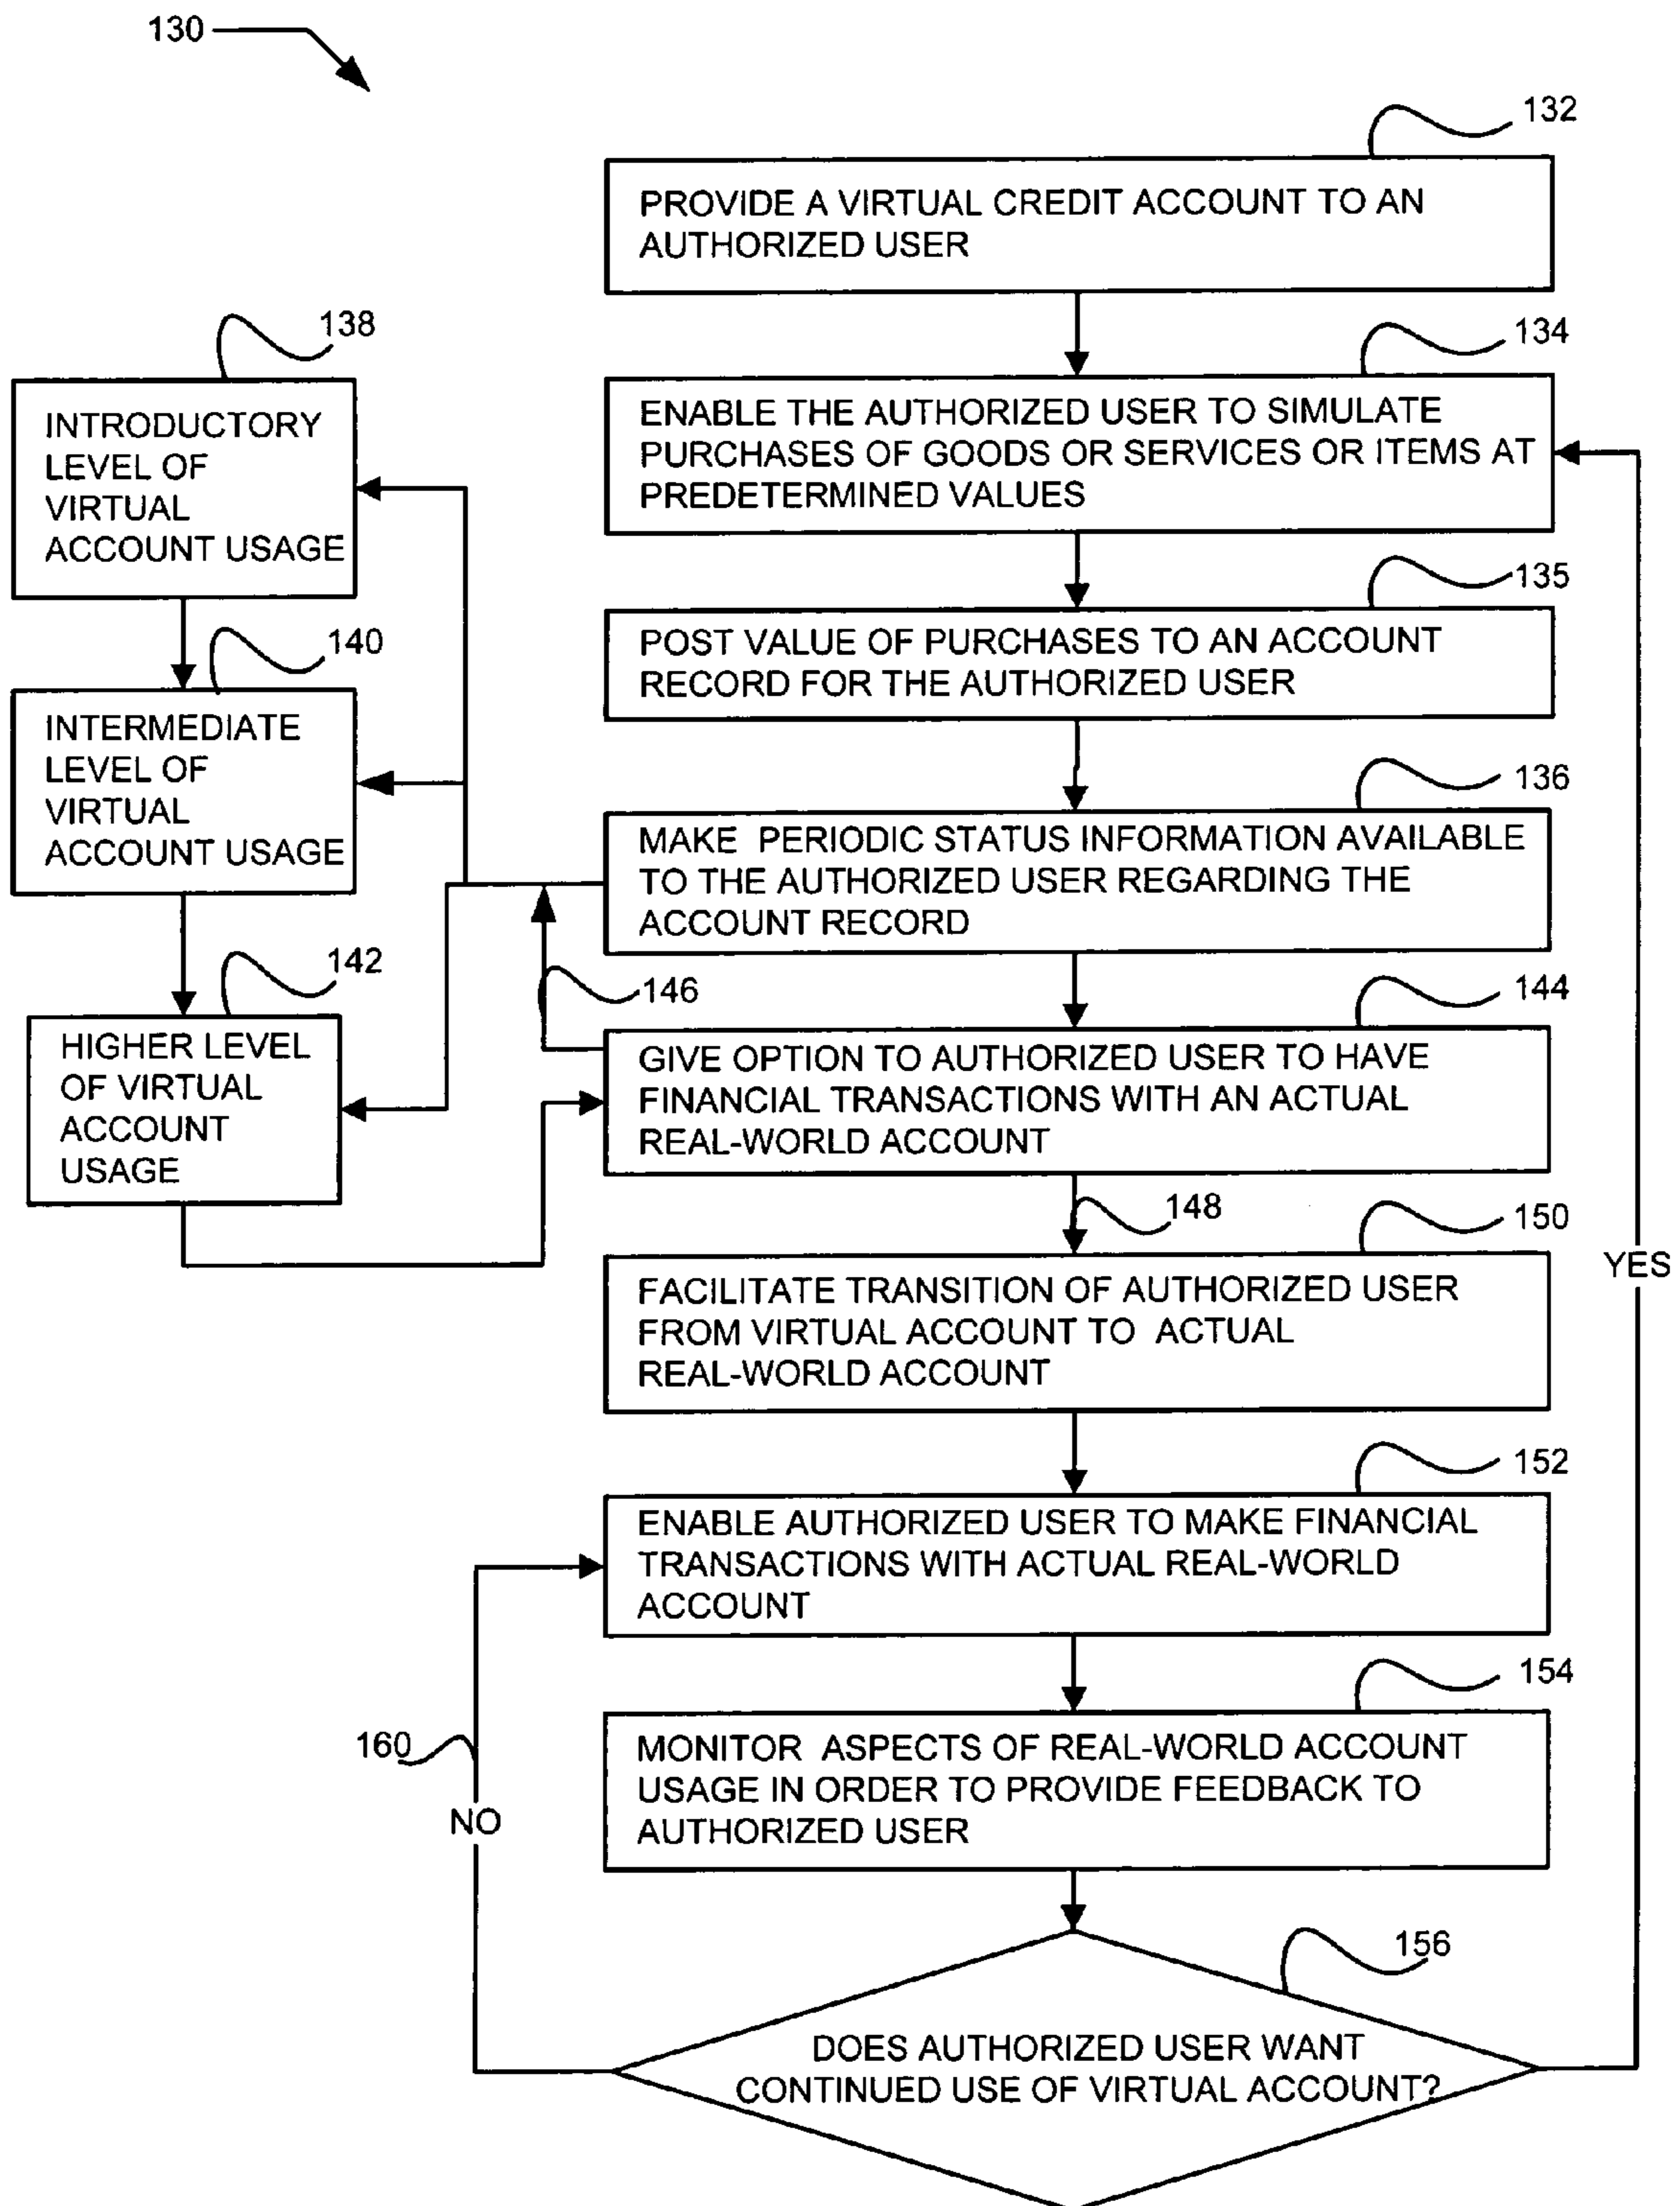 130
132
PROVIDE A VIRTUAL CREDIT ACCOUNT TO AN
AUTHORIZED USER
134
ENABLE THE AUTHORIZED USER TO SIMULATE
PURCHASES OF GOODS OR SERVICES OR ITEMS AT
PREDETERMINED VALUES
135
POST VALUE OF PURCHASES TO AN ACCOUNT
RECORD FOR THE AUTHORIZED USER
136
MAKE PERIODIC STATUS INFORMATION AVAILABLE
TO THE AUTHORIZED USER REGARDING THE
ACCOUNT RECORD
138
INTRODUCTORY
LEVEL OF
VIRTUAL
ACCOUNT USAGE
140
INTERMEDIATE
LEVEL OF
VIRTUAL
ACCOUNT USAGE
142
HIGHER LEVEL
OF VIRTUAL
ACCOUNT
USAGE
146
144
GIVE OPTION TO AUTHORIZED USER TO HAVE
FINANCIAL TRANSACTIONS WITH AN ACTUAL
REAL-WORLD ACCOUNT
148
150
FACILITATE TRANSITION OF AUTHORIZED USER
FROM VIRTUAL ACCOUNT TO ACTUAL
REAL-WORLD ACCOUNT
YES
152
ENABLE AUTHORIZED USER TO MAKE FINANCIAL
TRANSACTIONS WITH ACTUAL REAL-WORLD
ACCOUNT
154
MONITOR ASPECTS OF REAL-WORLD ACCOUNT
USAGE IN ORDER TO PROVIDE FEEDBACK TO
AUTHORIZED USER
160
NO
156
DOES AUTHORIZED USER WANT
CONTINUED USE OF VIRTUAL ACCOUNT?